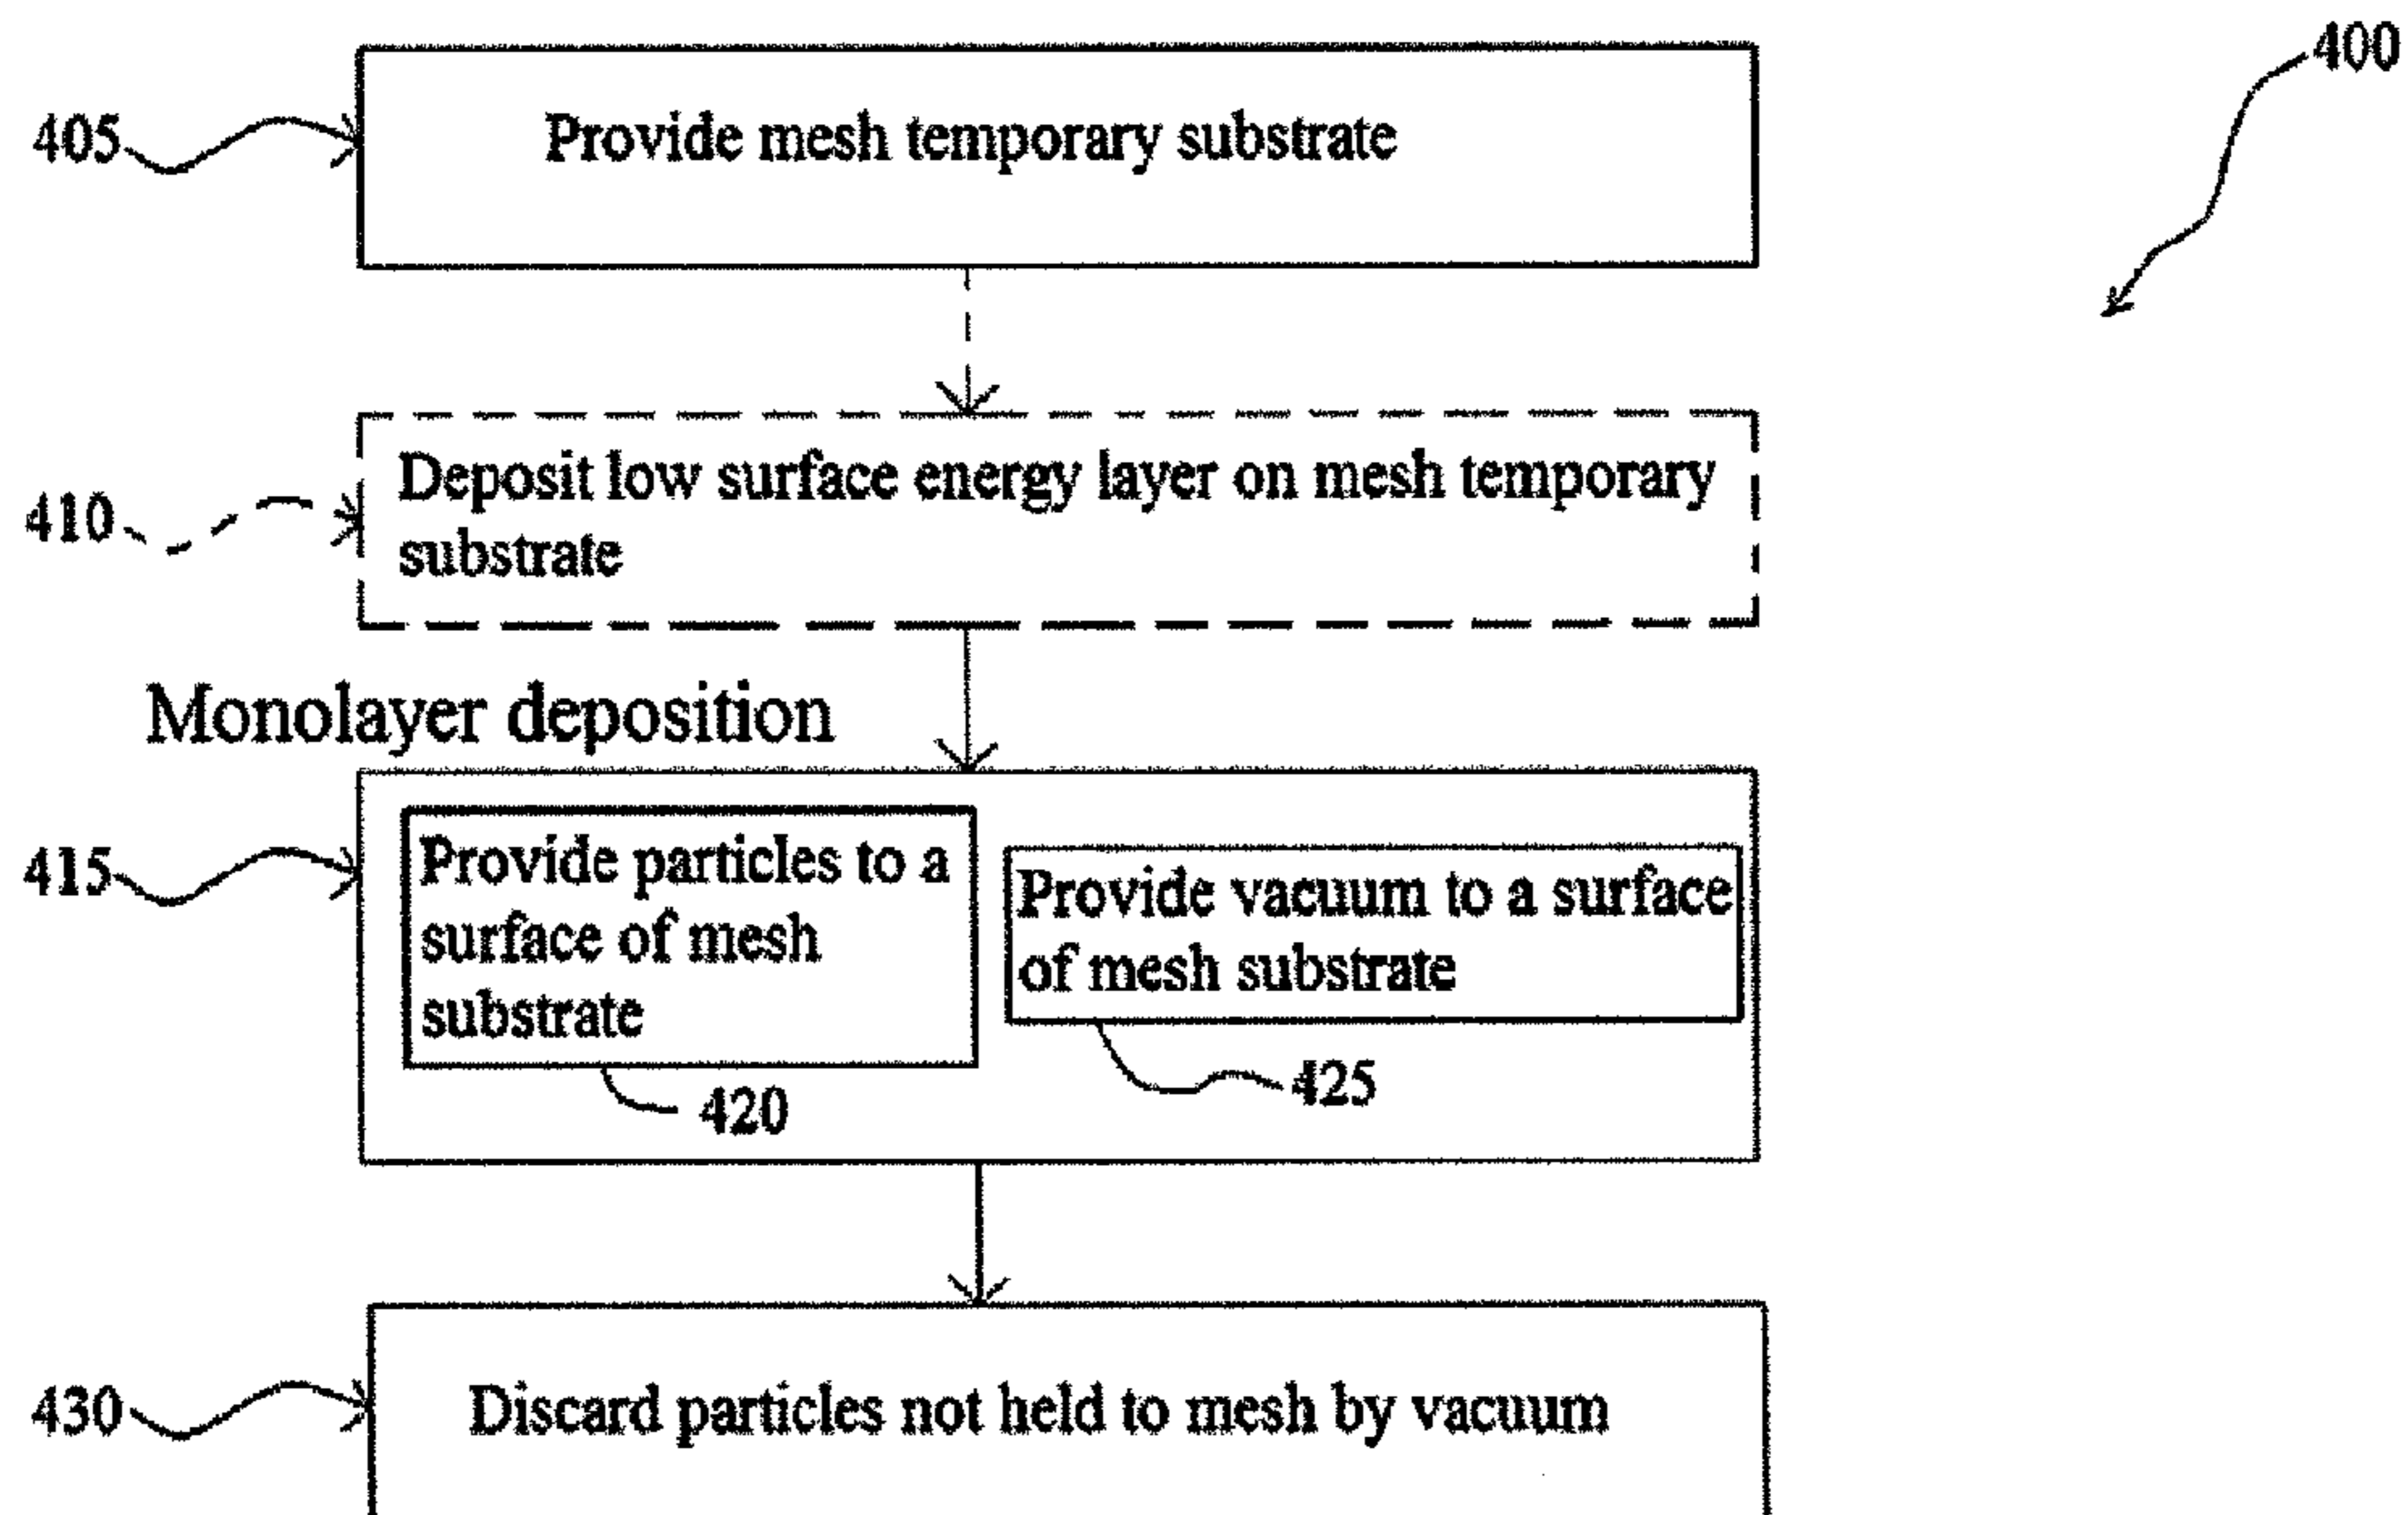 400
405
Provide mesh temporary substrate
410
Deposit low surface energy layer on mesh temporary
substrate
Monolayer deposition
415
Provide particles to a
surface of mesh
substrate
420
Provide vacuum to a surface
of mesh substrate
425
430
Discard particles not held to mesh by vacuum